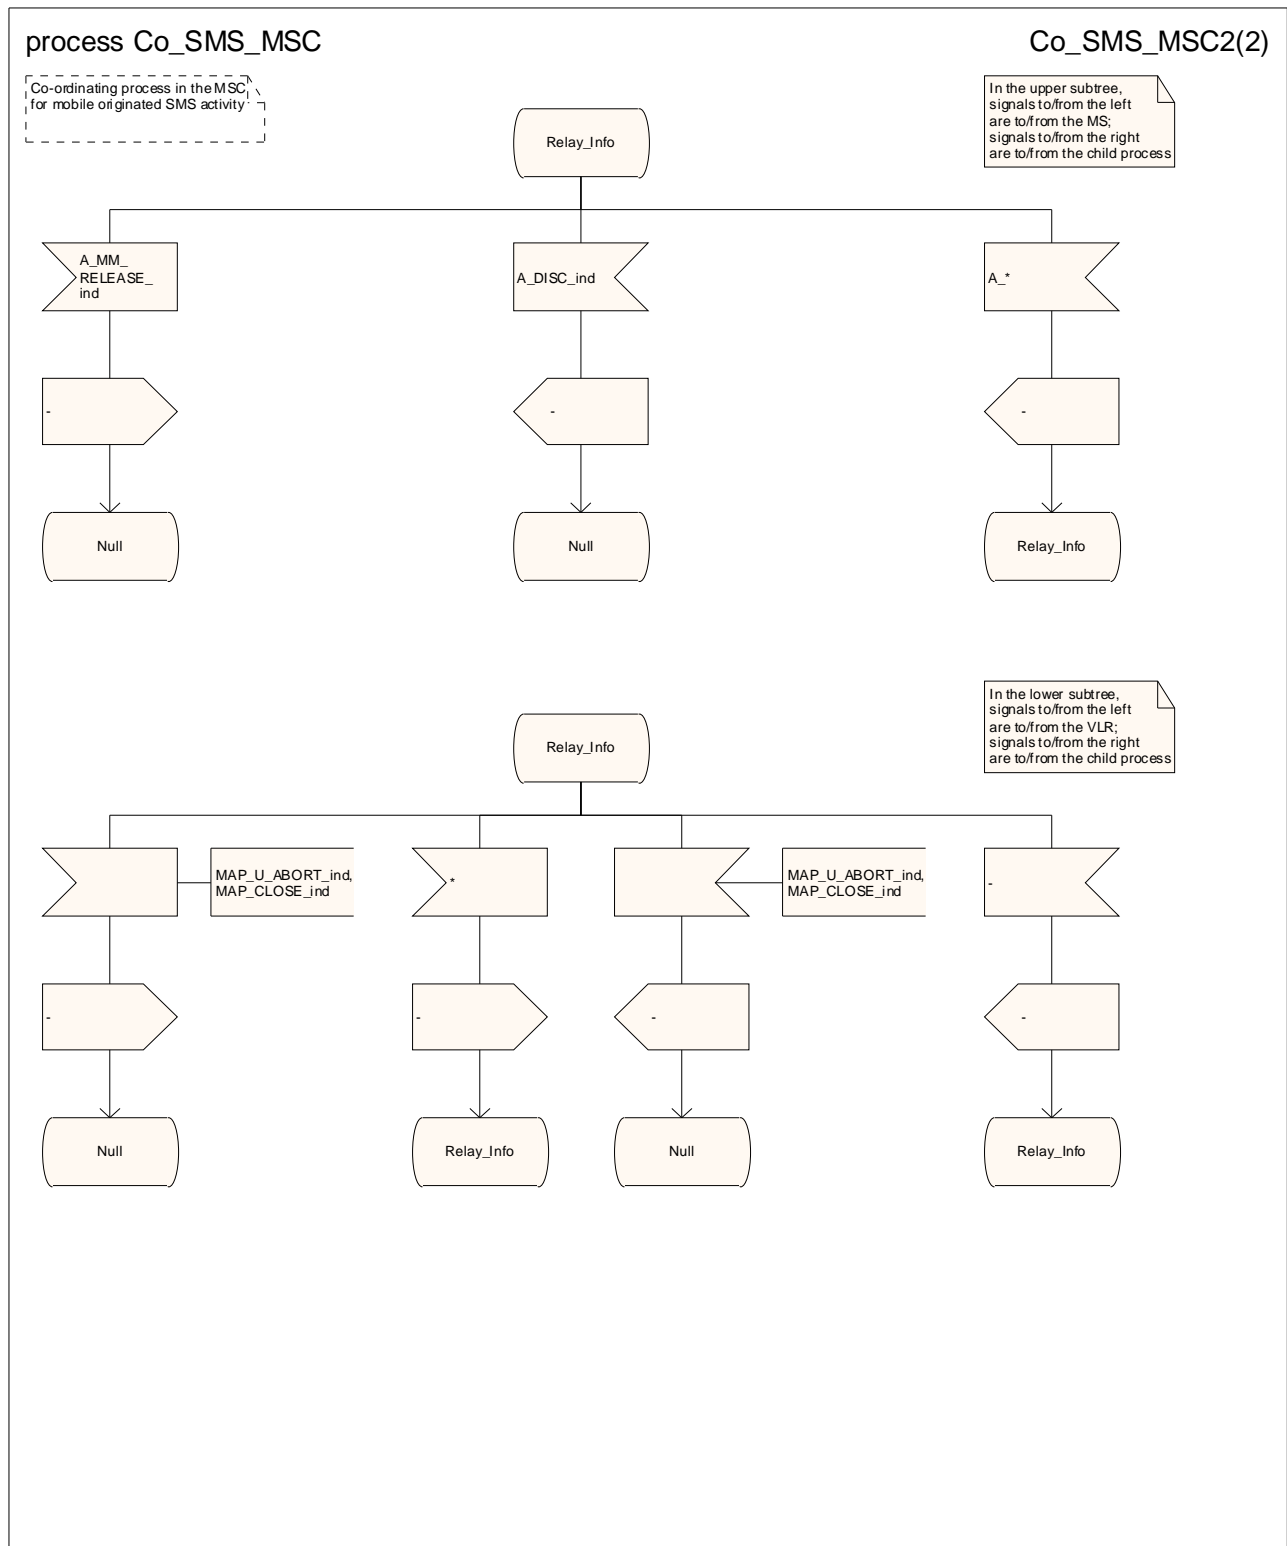 process Co_SMS_MSC
Co_SMS_MSC2(2)
Co-ordinating process in the MSC
for mobile originated SMS activity
In the upper subtree,
signals to/from the left
are to/from the MS;
signals to/from the right
are to/from the child process
Relay_Info
A_MM_
RELEASE_
ind
A_DISC_ind
A_*
-
-
-
Null
Null
Relay_Info
In the lower subtree,
signals to/from the left
are to/from the VLR;
signals to/from the right
are to/from the child process
Relay_Info
MAP_U_ABORT_ind,
MAP_CLOSE_ind
*
MAP_U_ABORT_ind,
MAP_CLOSE_ind
-
-
-
-
-
Null
Relay_Info
Null
Relay_Info